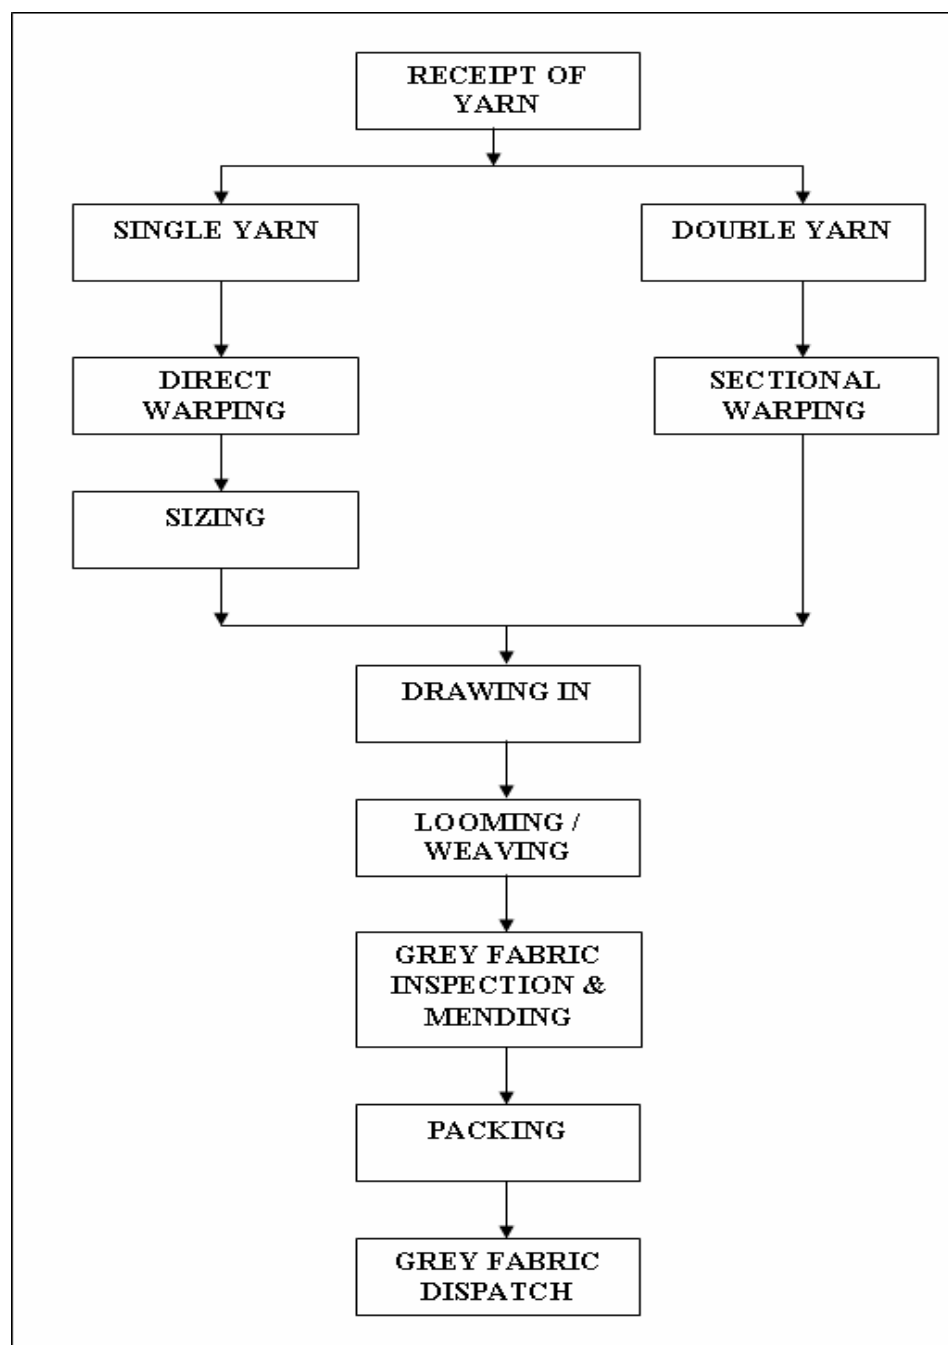 RECEIPT OF
YARN
SINGLE YARN
DOUBLE YARN
DIRECT
WARPING
SECTIONAL
WARPING
SIZING
DRAWING IN
LOOMING /
WEAVING
GREY FABRIC
INSPECTION &
MENDING
PACKING
GREY FABRIC
DISPATCH